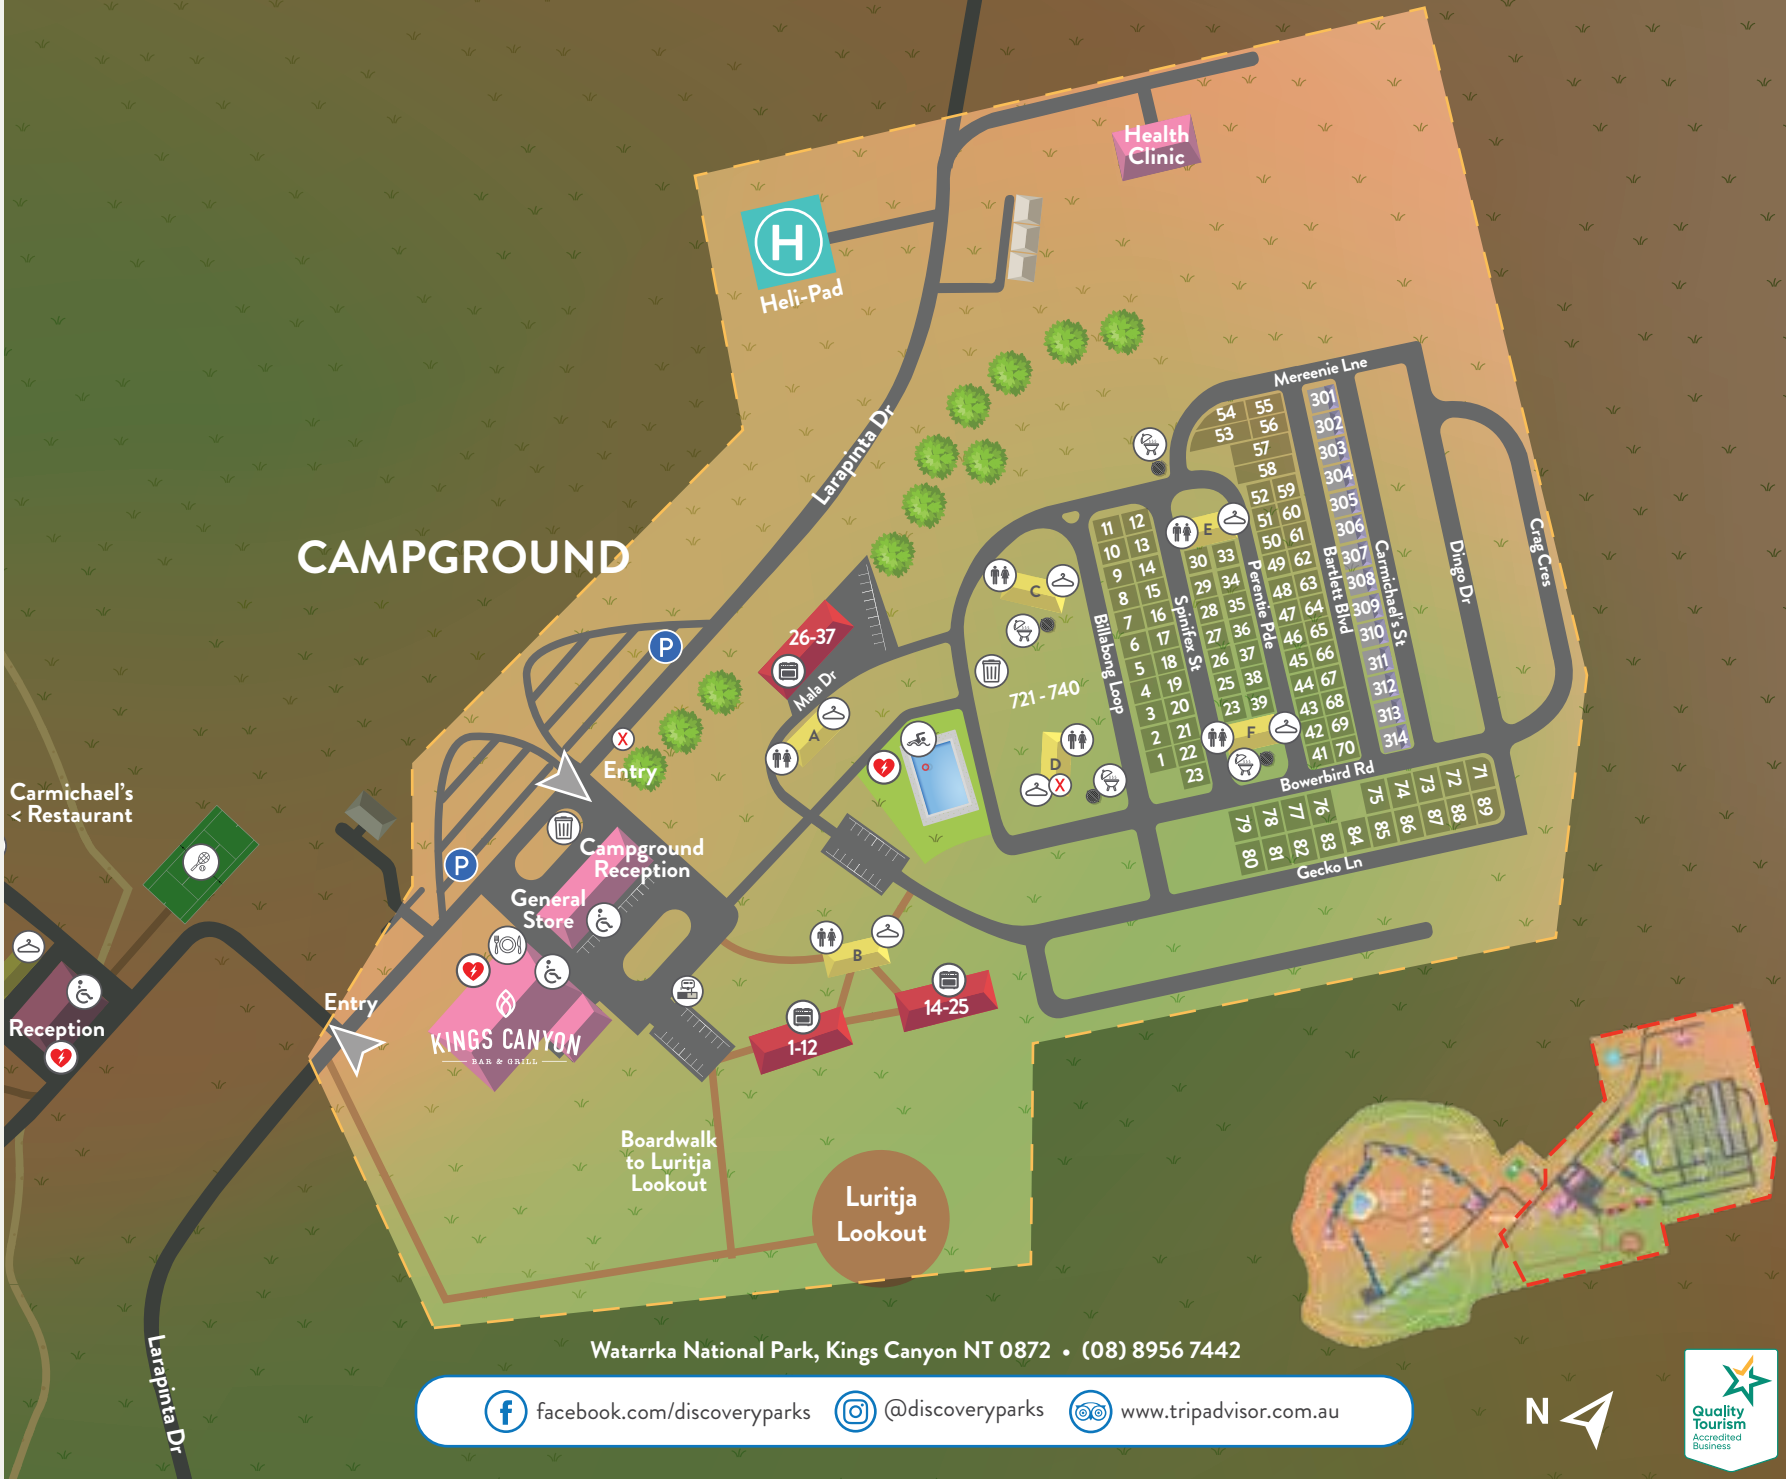 Health
Clinic
H
Heli-Pad
Larapinta Dr
CAMPGROUND
Mereenie Lne
54 55
53 56
57
58
52 59
51 60
50 61
49 62
48 63
47 64
46 65
45 66
44 67
43 68
42 69
41 70
301
302
303
304
305
306
307
308
309
310
311
312
313
314
11 12
10 13
9 14
8 15
7 16
6 17
5 18
4 19
3 20
2 21
1 22
23
E
30 33
29 34
28 35
27 36
26 37
25 38
23 39
F
Billabong Loop
Spinifex St
Perentie Pde
Bartlett Blvd
Carmichael's St
Dingo Dr
Crag Cres
C
721 - 740
D
X
26-37
Mala Dr
A
P
X
Entry
Bowerbird Rd
79 78 77 76 75 74 73 72 71
80 81 82 83 84 85 86 87 88 89
Gecko Ln
Carmichael's
< Restaurant
P
Campground
Reception
General
Store
B
14-25
1-12
Entry
Reception
KINGS CANYON
BAR & GRILL
Boardwalk
to Luritja
Lookout
Luritja
Lookout
Larapinta Dr
Watarrka National Park, Kings Canyon NT 0872 • (08) 8956 7442
facebook.com/discoveryparks @discoveryparks www.tripadvisor.com.au
N
Quality
Tourism
Accredited
Business